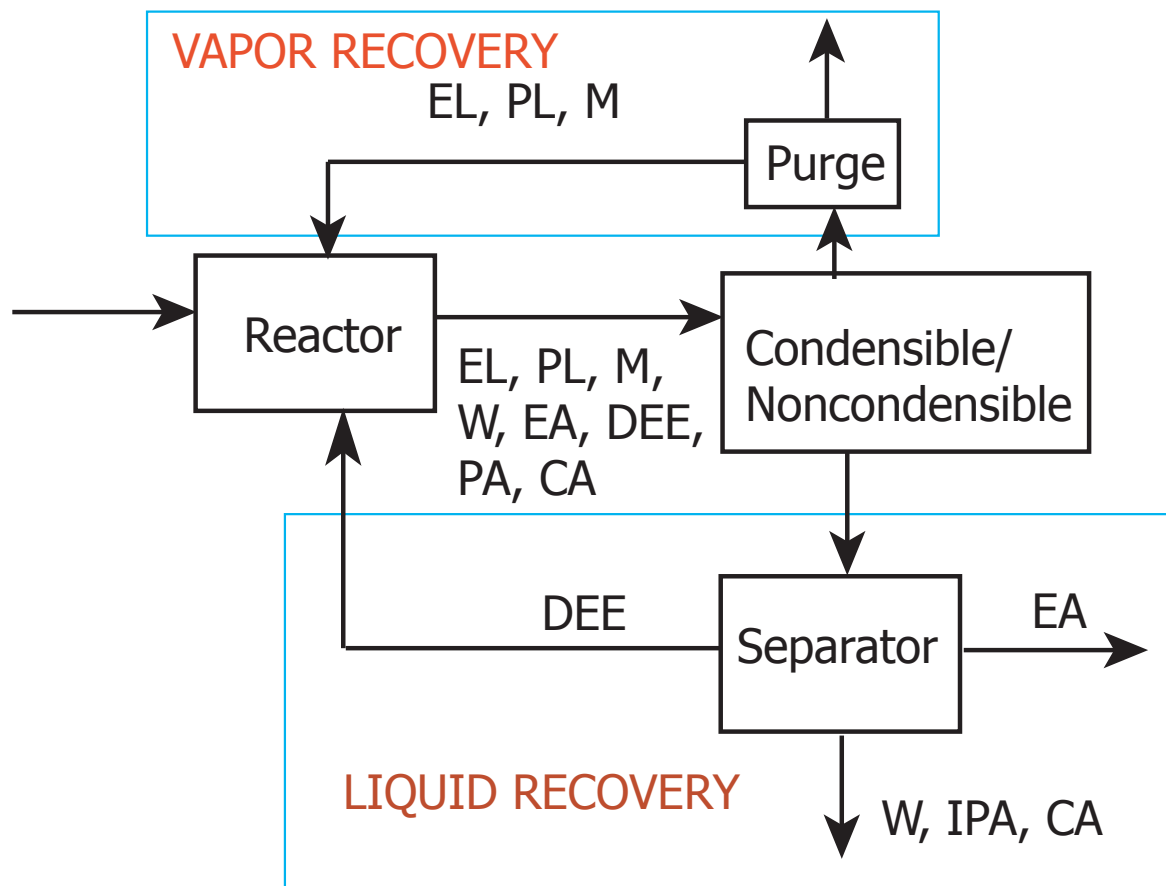 VAPOR RECOVERY
EL, PL, M
Purge
Reactor
Condensible/
Noncondensible
EL, PL, M,
W, EA, DEE,
PA, CA
DEE
Separator
EA
LIQUID RECOVERY
W, IPA, CA